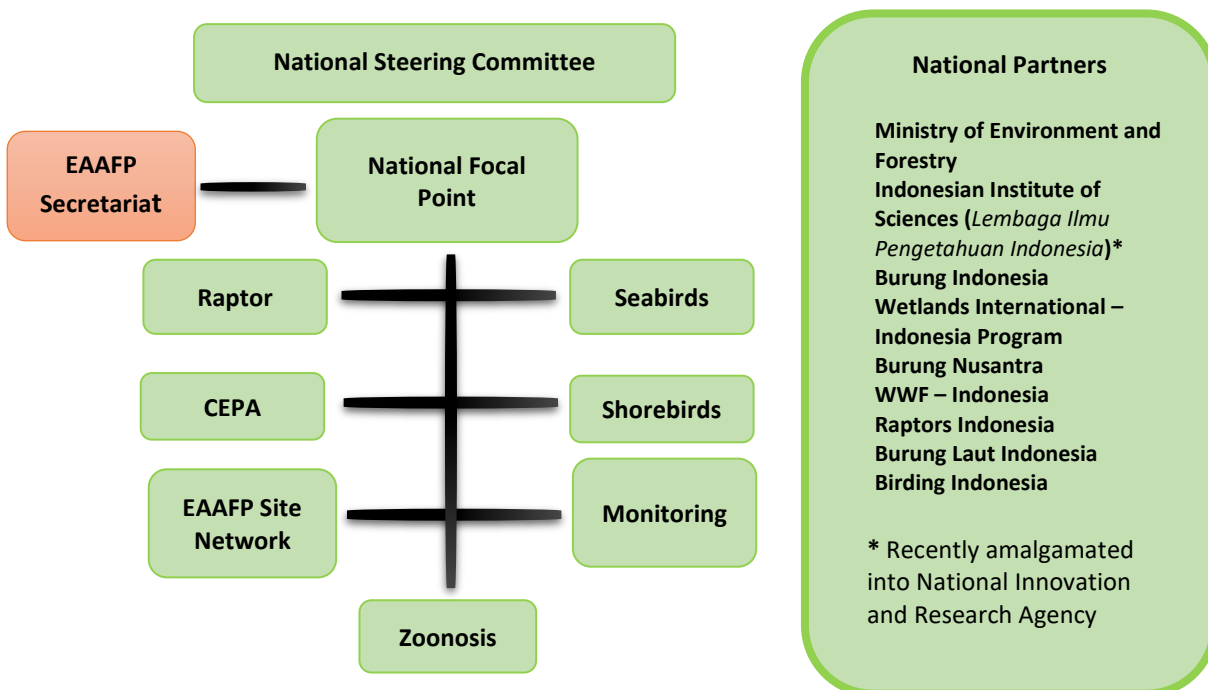 National Steering Committee
EAAFP
Secretariat
National Focal
Point
Raptor
Seabirds
CEPA
Shorebirds
EAAFP Site
Network
Monitoring
Zoonosis
National Partners
Ministry of Environment and
Forestry
Indonesian Institute of
Sciences (Lembaga Ilmu
Pengetahuan Indonesia)*
Burung Indonesia
Wetlands International –
Indonesia Program
Burung Nusantra
WWF – Indonesia
Raptors Indonesia
Burung Laut Indonesia
Birding Indonesia
* Recently amalgamated
into National Innovation
and Research Agency